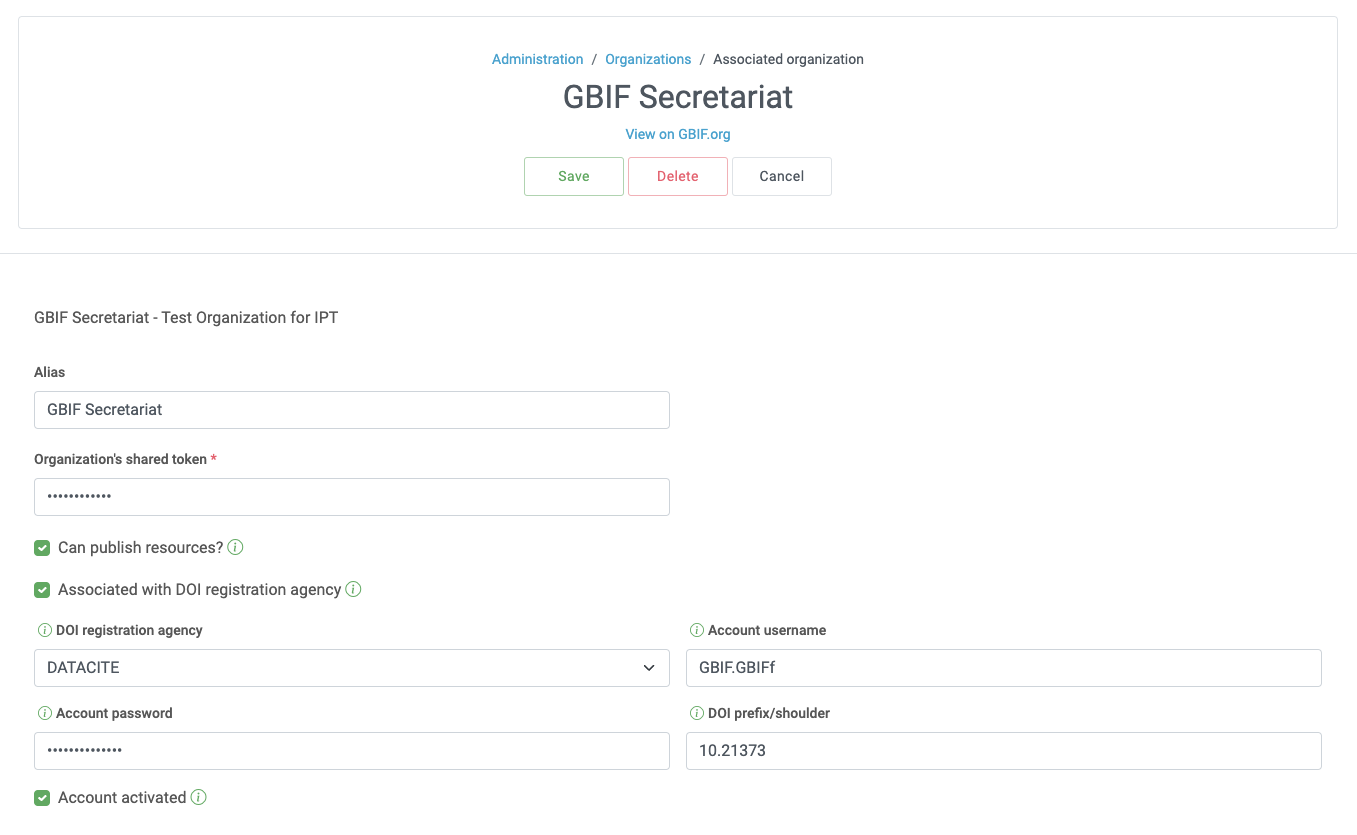 Administration / Organizations / Associated organization
GBIF Secretariat
View on GBIF.org
Save Delete Cancel
GBIF Secretariat - Test Organization for IPT
Alias
GBIF Secretariat
Organization's shared token *
••••••••••••
Can publish resources?
Associated with DOI registration agency
DOI registration agency
DATACITE
Account username
GBIF.GBIFf
Account password
••••••••••••••
DOI prefix/shoulder
10.21373
Account activated